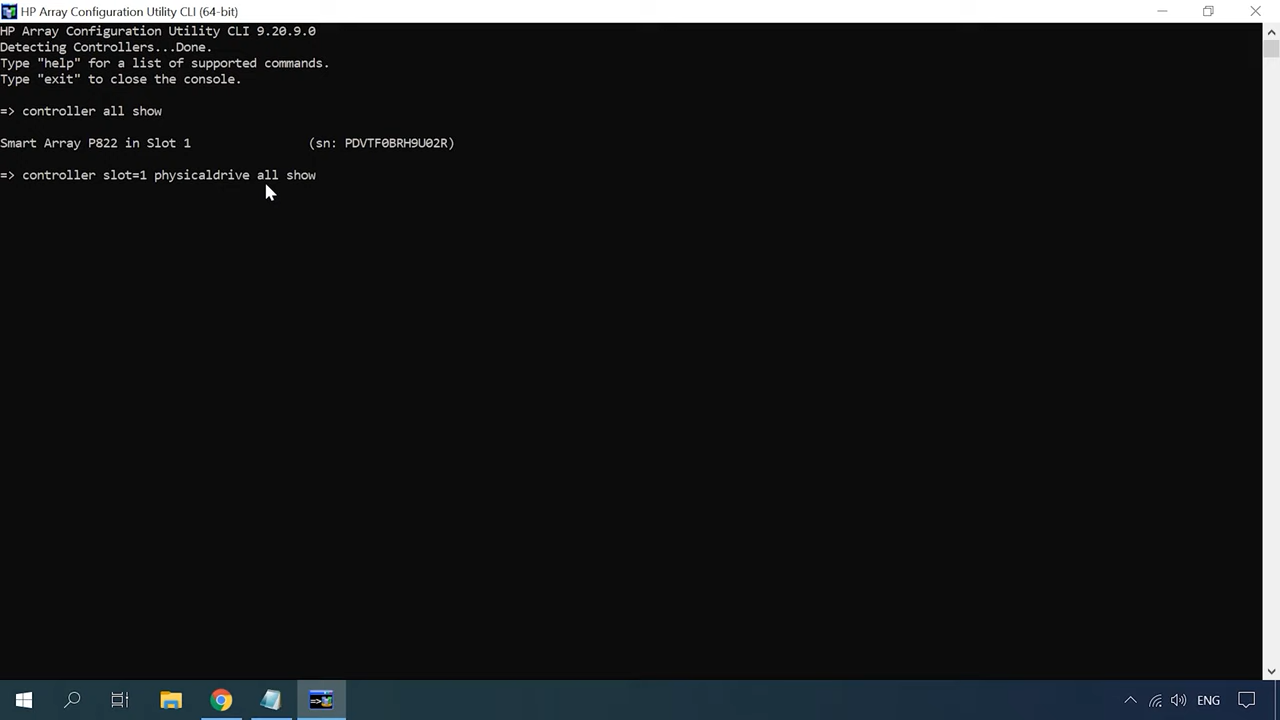 HP Array Configuration Utility CLI (64-bit)
HP Array Configuration Utility CLI 9.20.9.0
Detecting Controllers...Done.
Type "help" for a list of supported commands.
Type "exit" to close the console.
=> controller all show
Smart Array P822 in Slot 1 (sn: PDVTF0BRH9U02R)
=> controller slot=1 physicaldrive all show
ENG